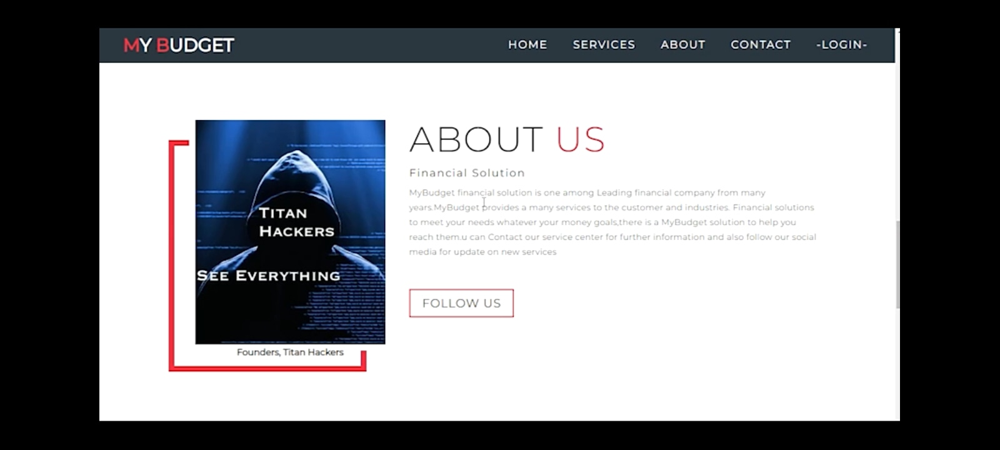 MY BUDGET
HOME SERVICES ABOUT CONTACT -LOGIN-
TITAN
HACKERS
SEE EVERYTHING
Founders, Titan Hackers
ABOUT US
Financial Solution
MyBudget financial solution is one among Leading financial company from many
years.MyBudget provides a many services to the customer and industries. Financial solutions
to meet your needs whatever your money goals,there is a MyBudget solution to help you
reach them.u can Contact our service center for further information and also follow our social
media for update on new services
FOLLOW US